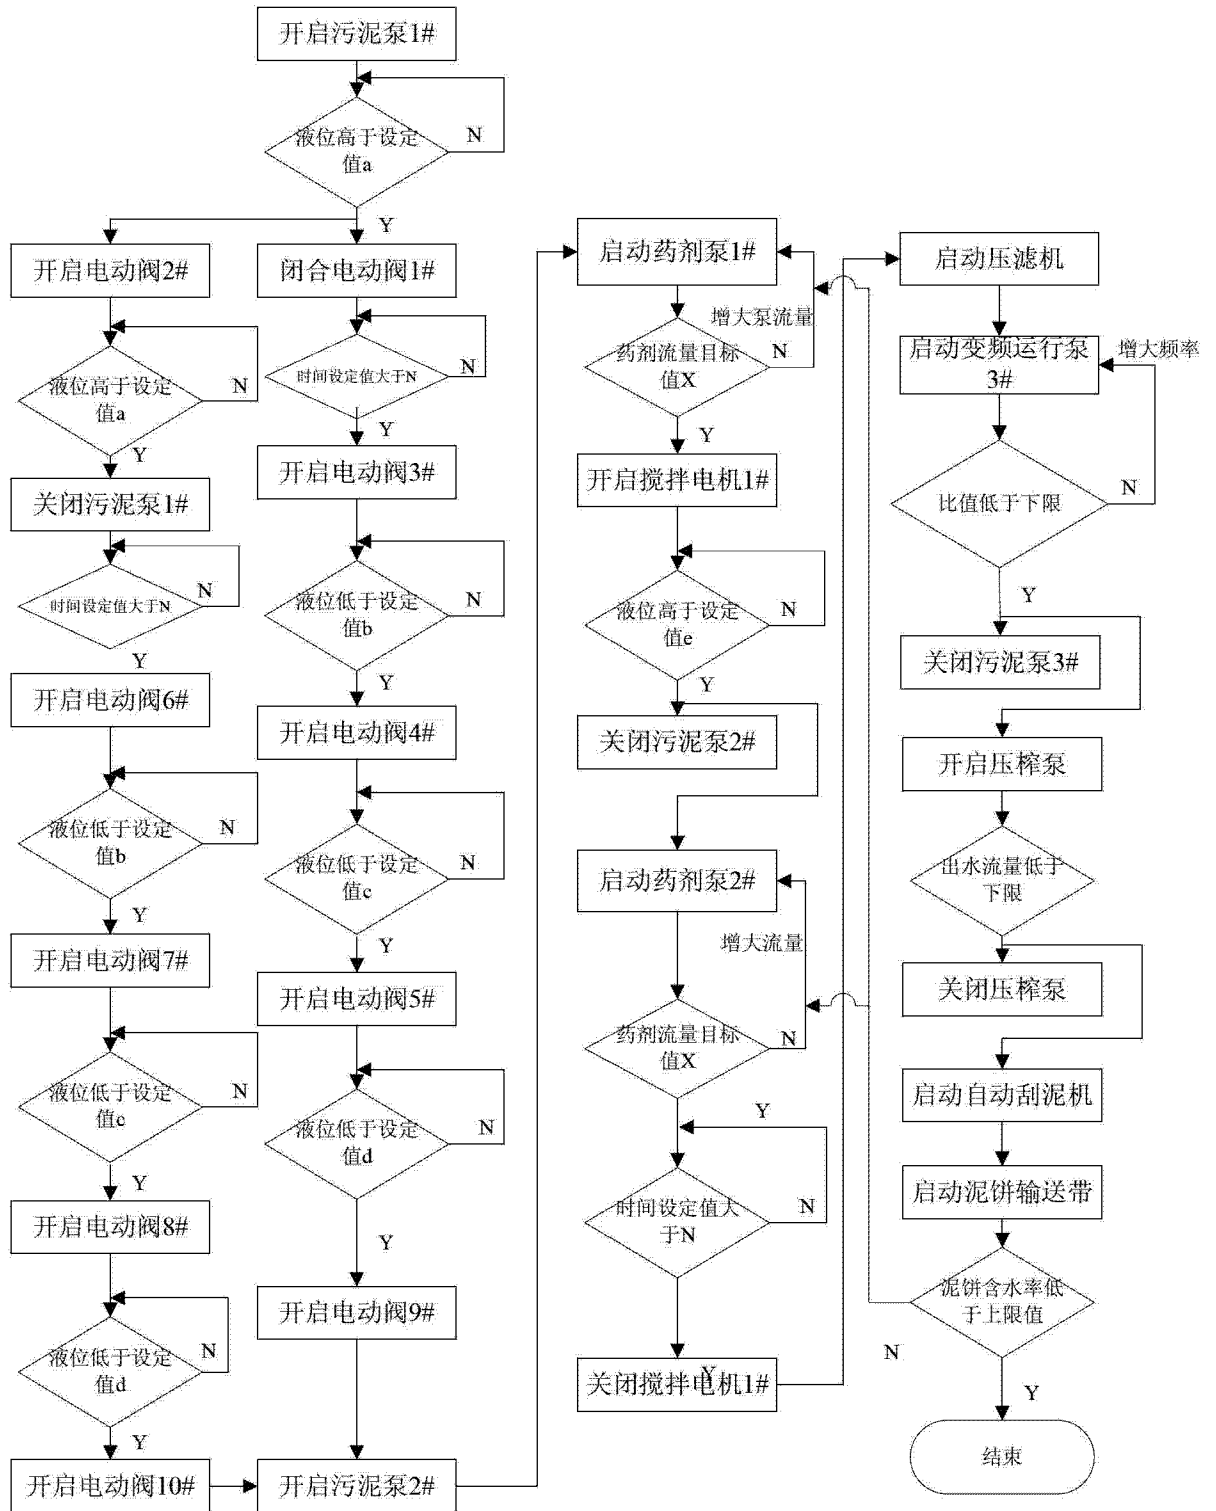 开启污泥泵1#
液位高于设定
值a
N
Y
开启电动阀2#
液位高于设定
值a
N
Y
关闭污泥泵1#
时间设定值大于N
N
Y
开启电动阀6#
液位低于设定
值b
N
Y
开启电动阀7#
液位低于设定
值c
N
Y
开启电动阀8#
液位低于设定
值d
N
Y
开启电动阀10#
闭合电动阀1#
时间设定值大于N
N
Y
开启电动阀3#
液位低于设定
值b
N
Y
开启电动阀4#
液位低于设定
值c
N
Y
开启电动阀5#
液位低于设定
值d
N
Y
开启电动阀9#
开启污泥泵2#
启动药剂泵1#
增大泵流量
药剂流量目标
值X
N
Y
开启搅拌电机1#
液位高于设定
值e
N
Y
关闭污泥泵2#
启动药剂泵2#
增大流量
药剂流量目标
值X
N
Y
时间设定值大
于N
N
Y
关闭搅拌电机1#
启动压滤机
启动变频运行泵
3#
增大频率
比值低于下限
N
Y
关闭污泥泵3#
开启压榨泵
出水流量低于
下限
关闭压榨泵
启动自动刮泥机
启动泥饼输送带
泥饼含水率低
于上限值
N
Y
结束